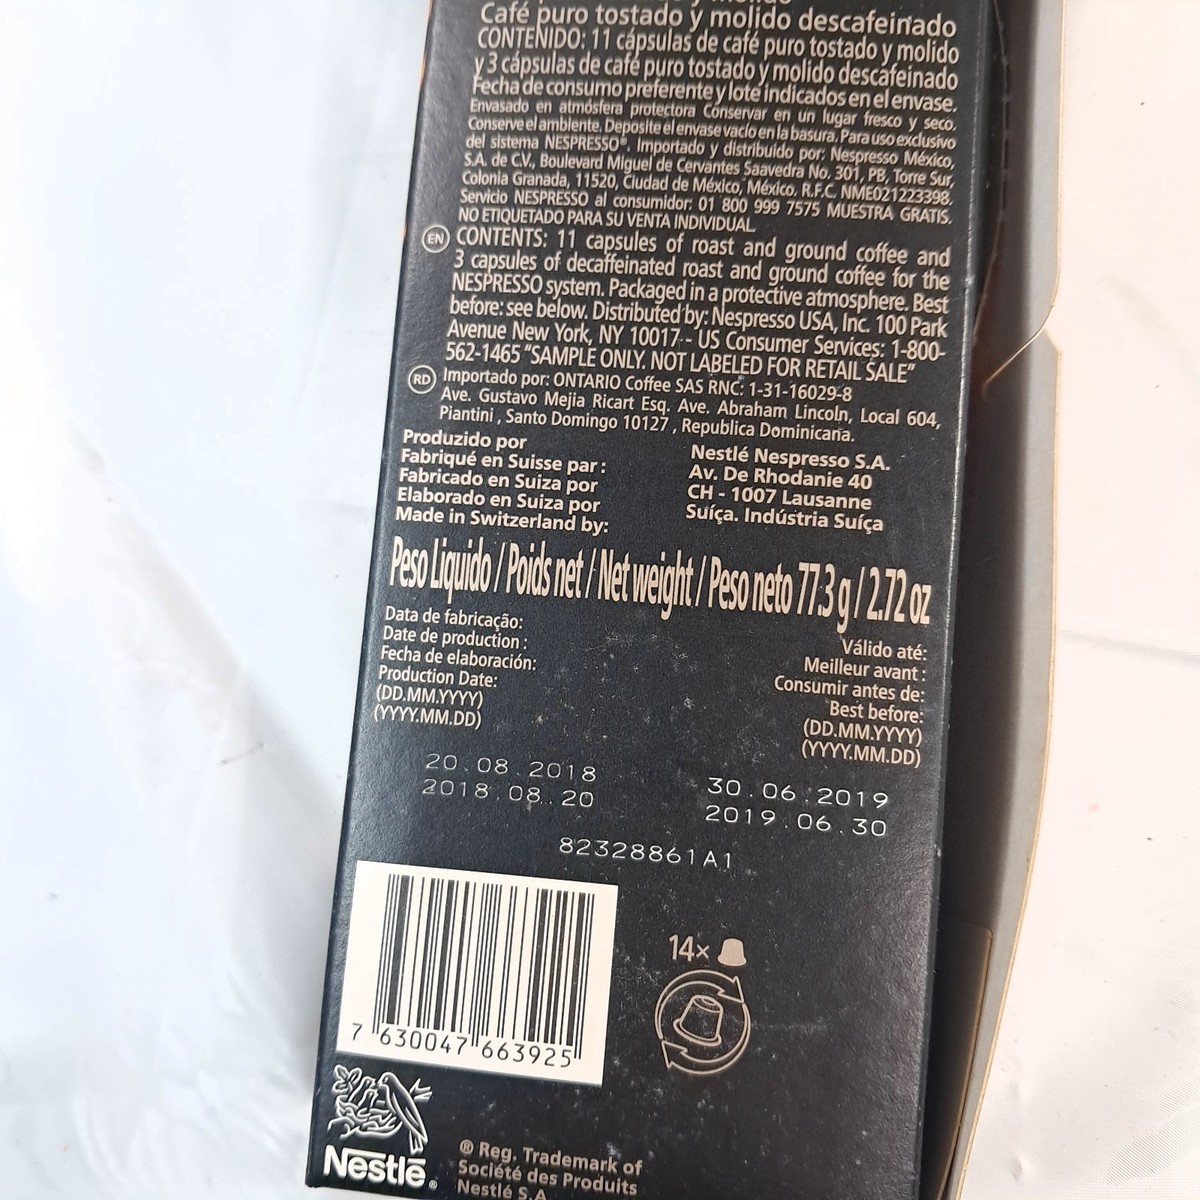 y molido
Café puro tostado y molido descafeinado
CONTENIDO: 11 cápsulas de café puro tostado y molido
y 3 cápsulas de café puro tostado y molido descafeinado
Fecha de consumo preferente y lote indicados en el envase.
Envasado en atmósfera protectora Conservar en un lugar fresco y seco.
Conserve el ambiente. Deposite el envase vacío en la basura. Para uso exclusivo
del sistema NESPRESSO®. Importado y distribuido por: Nespresso México,
S.A. de C.V., Boulevard Miguel de Cervantes Saavedra No. 301, PB, Torre Sur,
Colonia Granada, 11520, Ciudad de México, México. R.F.C. NME021223398.
Servicio NESPRESSO al consumidor: 01 800 999 7575 MUESTRA GRATIS.
NO ETIQUETADO PARA SU VENTA INDIVIDUAL.
EN CONTENTS: 11 capsules of roast and ground coffee and
3 capsules of decaffeinated roast and ground coffee for the
NESPRESSO system. Packaged in a protective atmosphere. Best
before: see below. Distributed by: Nespresso USA, Inc. 100 Park
Avenue New York, NY 10017 - US Consumer Services: 1-800-
562-1465 "SAMPLE ONLY. NOT LABELED FOR RETAIL SALE"
RD Importado por: ONTARIO Coffee SAS RNC: 1-31-16029-8
Ave. Gustavo Mejia Ricart Esq. Ave. Abraham Lincoln, Local 604,
Piantini, Santo Domingo 10127, Republica Dominicana.
Produzido por
Fabriqué en Suisse par :
Fabricado en Suiza por
Elaborado en Suiza por
Made in Switzerland by:
Nestlé Nespresso S.A.
Av. De Rhodanie 40
CH - 1007 Lausanne
Suíça. Indústria Suíça
Peso Liquido / Poids net / Net weight / Peso neto 77.3 g / 2.72 oz
Data de fabricação:
Date de production :
Fecha de elaboración:
Production Date:
(DD.MM.YYYY)
(YYYY.MM.DD)
Válido até:
Meilleur avant :
Consumir antes de:
Best before:
(DD.MM.YYYY)
(YYYY.MM.DD)
20.08.2018
2018.08.20
30.06.2019
2019.06.30
82328861A1
14x
7 630047 663925
Nestlé®
® Reg. Trademark of
Société des Produits
Nestlé S.A.